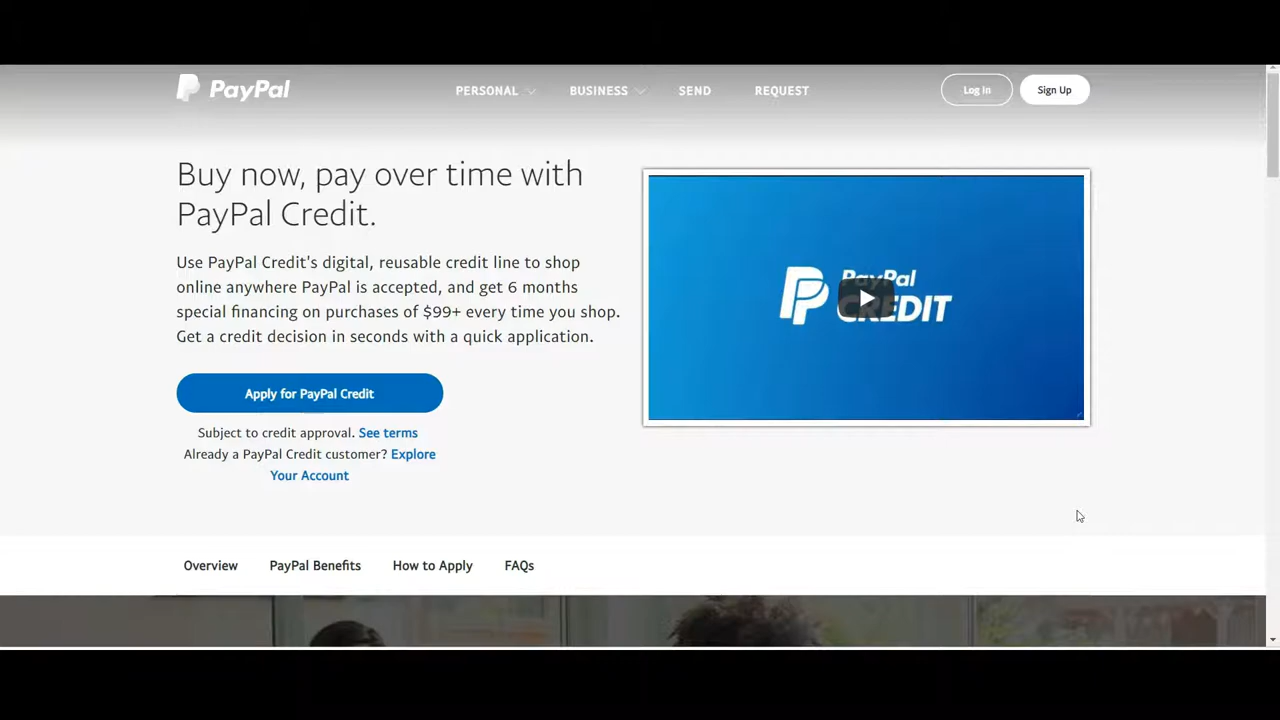 PayPal
PERSONAL
BUSINESS
SEND
REQUEST
Log In
Sign Up
Buy now, pay over time with
PayPal Credit.
Use PayPal Credit's digital, reusable credit line to shop
online anywhere PayPal is accepted, and get 6 months
special financing on purchases of $99+ every time you shop.
Get a credit decision in seconds with a quick application.
Apply for PayPal Credit
Subject to credit approval. See terms
Already a PayPal Credit customer? Explore
Your Account
PayPal
CREDIT
Overview
PayPal Benefits
How to Apply
FAQs